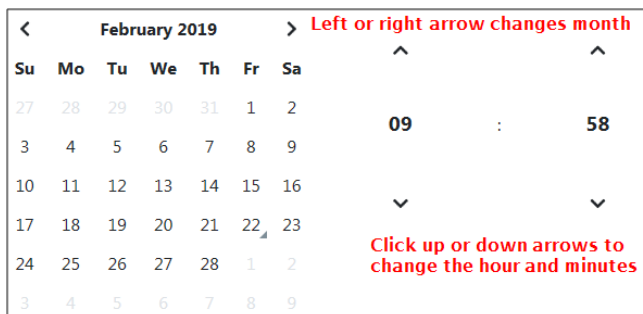 February 2019
Left or right arrow changes month
Su Mo Tu We Th Fr Sa
27 28 29 30 31 1 2
09 : 58
3 4 5 6 7 8 9
10 11 12 13 14 15 16
17 18 19 20 21 22 23
Click up or down arrows to
change the hour and minutes
24 25 26 27 28 1 2
3 4 5 6 7 8 9